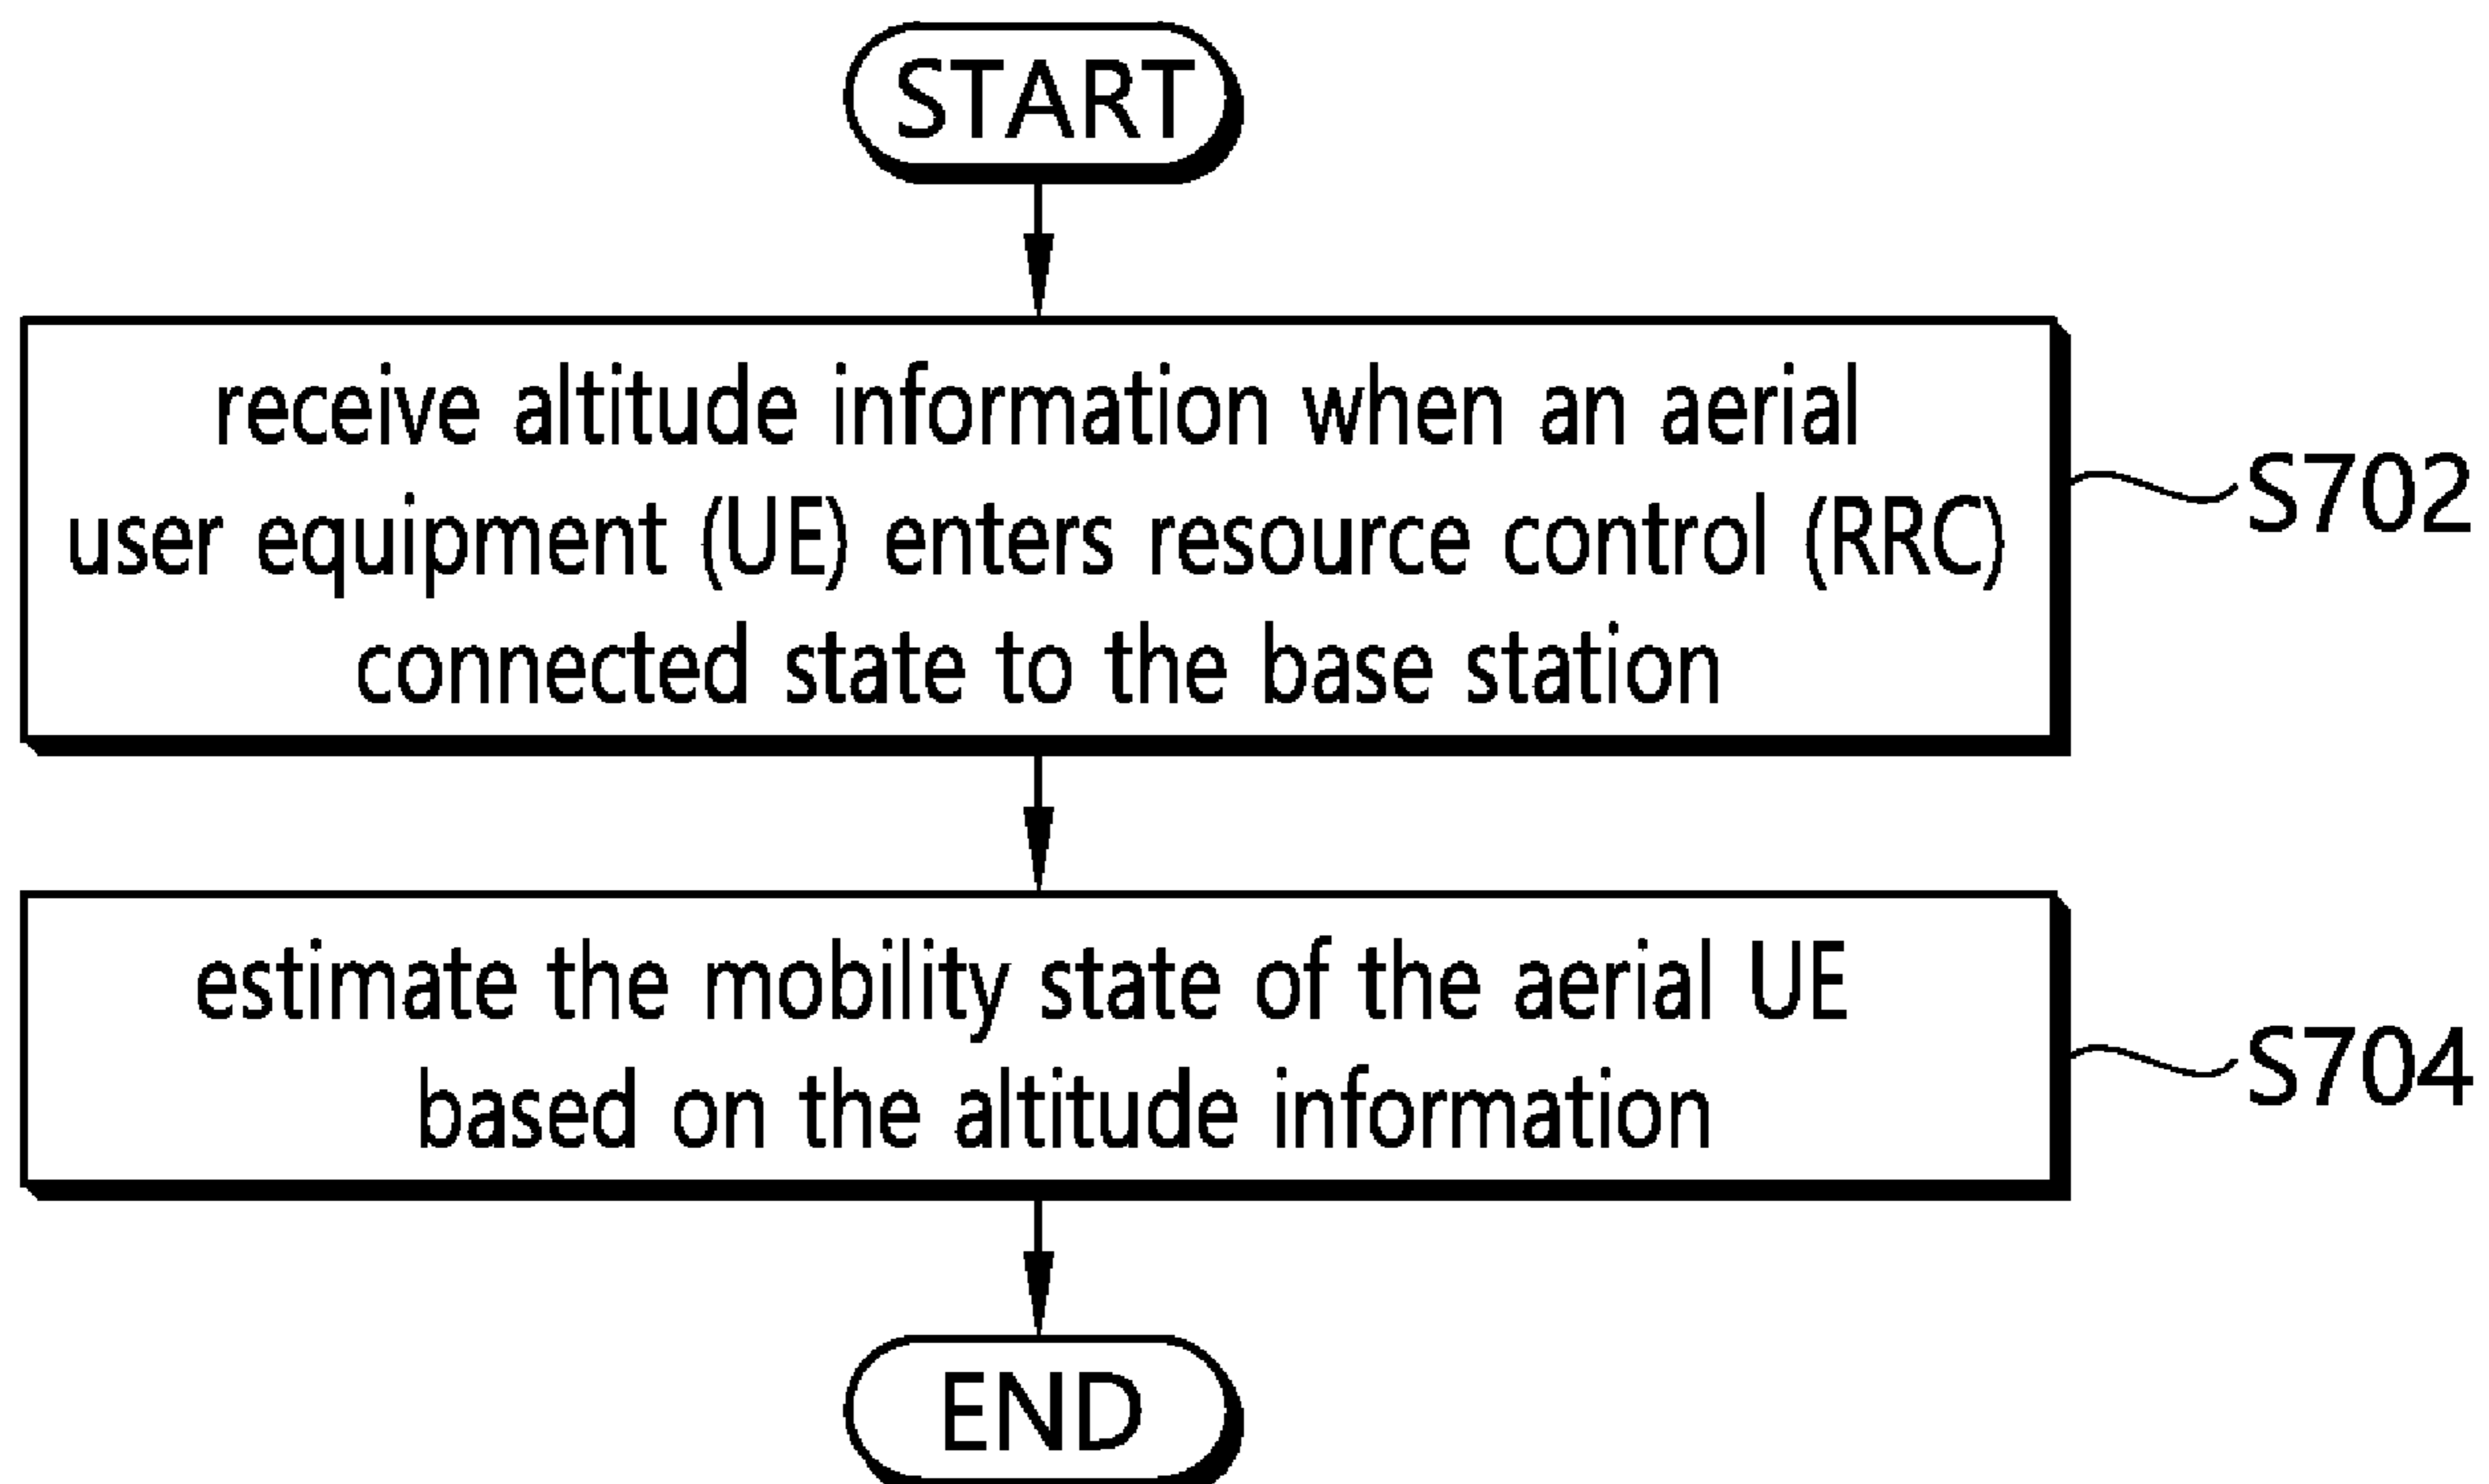 START
receive altitude information when an aerial
user equipment (UE) enters resource control (RRC)
connected state to the base station
S702
estimate the mobility state of the aerial UE
based on the altitude information
S704
END